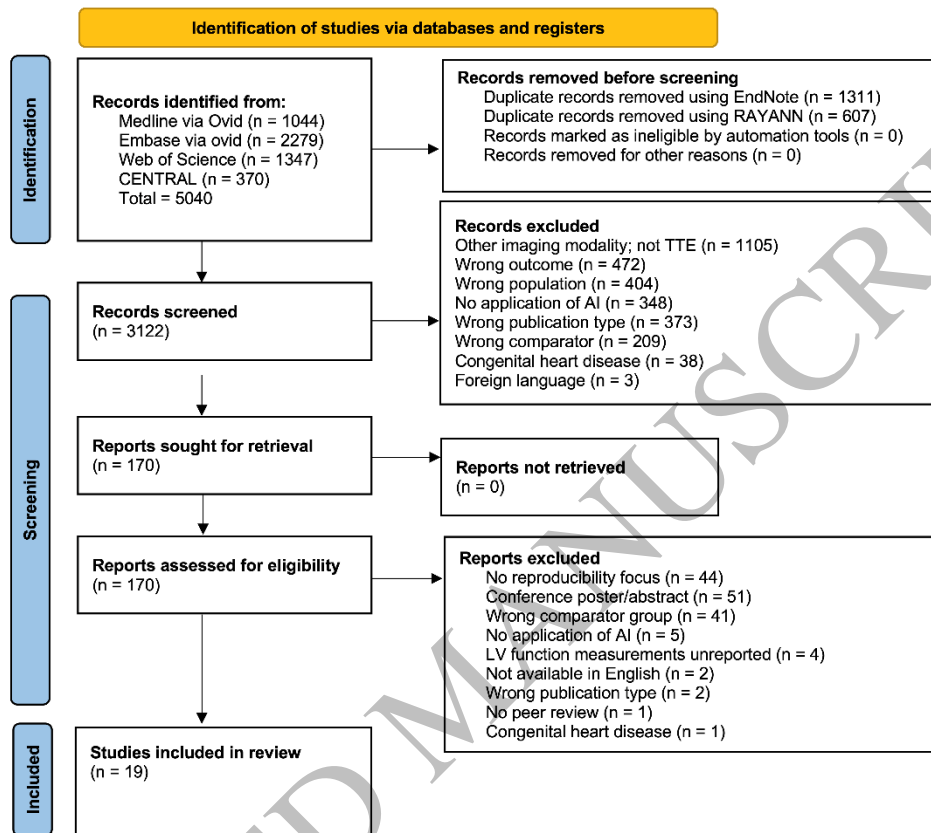 Identification of studies via databases and registers
Identification
Records identified from:
Medline via Ovid (n = 1044)
Embase via ovid (n = 2279)
Web of Science (n = 1347)
CENTRAL (n = 370)
Total = 5040
Records removed before screening
Duplicate records removed using EndNote (n = 1311)
Duplicate records removed using RAYANN (n = 607)
Records marked as ineligible by automation tools (n = 0)
Records removed for other reasons (n = 0)
Screening
Records screened
(n = 3122)
Records excluded
Other imaging modality; not TTE (n = 1105)
Wrong outcome (n = 472)
Wrong population (n = 404)
No application of AI (n = 348)
Wrong publication type (n = 373)
Wrong comparator (n = 209)
Congenital heart disease (n = 38)
Foreign language (n = 3)
Reports sought for retrieval
(n = 170)
Reports not retrieved
(n = 0)
Reports assessed for eligibility
(n = 170)
Reports excluded
No reproducibility focus (n = 44)
Conference poster/abstract (n = 51)
Wrong comparator group (n = 41)
No application of AI (n = 5)
LV function measurements unreported (n = 4)
Not available in English (n = 2)
Wrong publication type (n = 2)
No peer review (n = 1)
Congenital heart disease (n = 1)
Included
Studies included in review
(n = 19)
D MANUSCRI